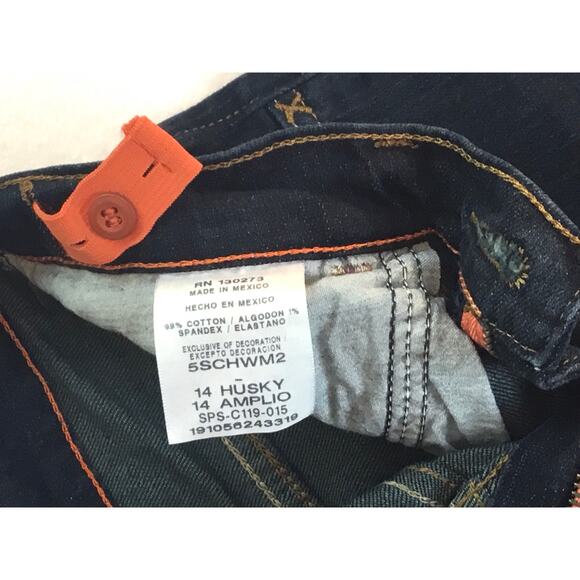 RN 130273
MADE IN MEXICO
HECHO EN MEXICO
99% COTTON / ALGODON 1%
SPANDEX / ELASTANO
EXCLUSIVE OF DECORATION /
EXCEPTO DECORACIÓN
5SCHWM2
-
14 HUSKY
14 AMPLIO
SPS-C119-015
191056243319